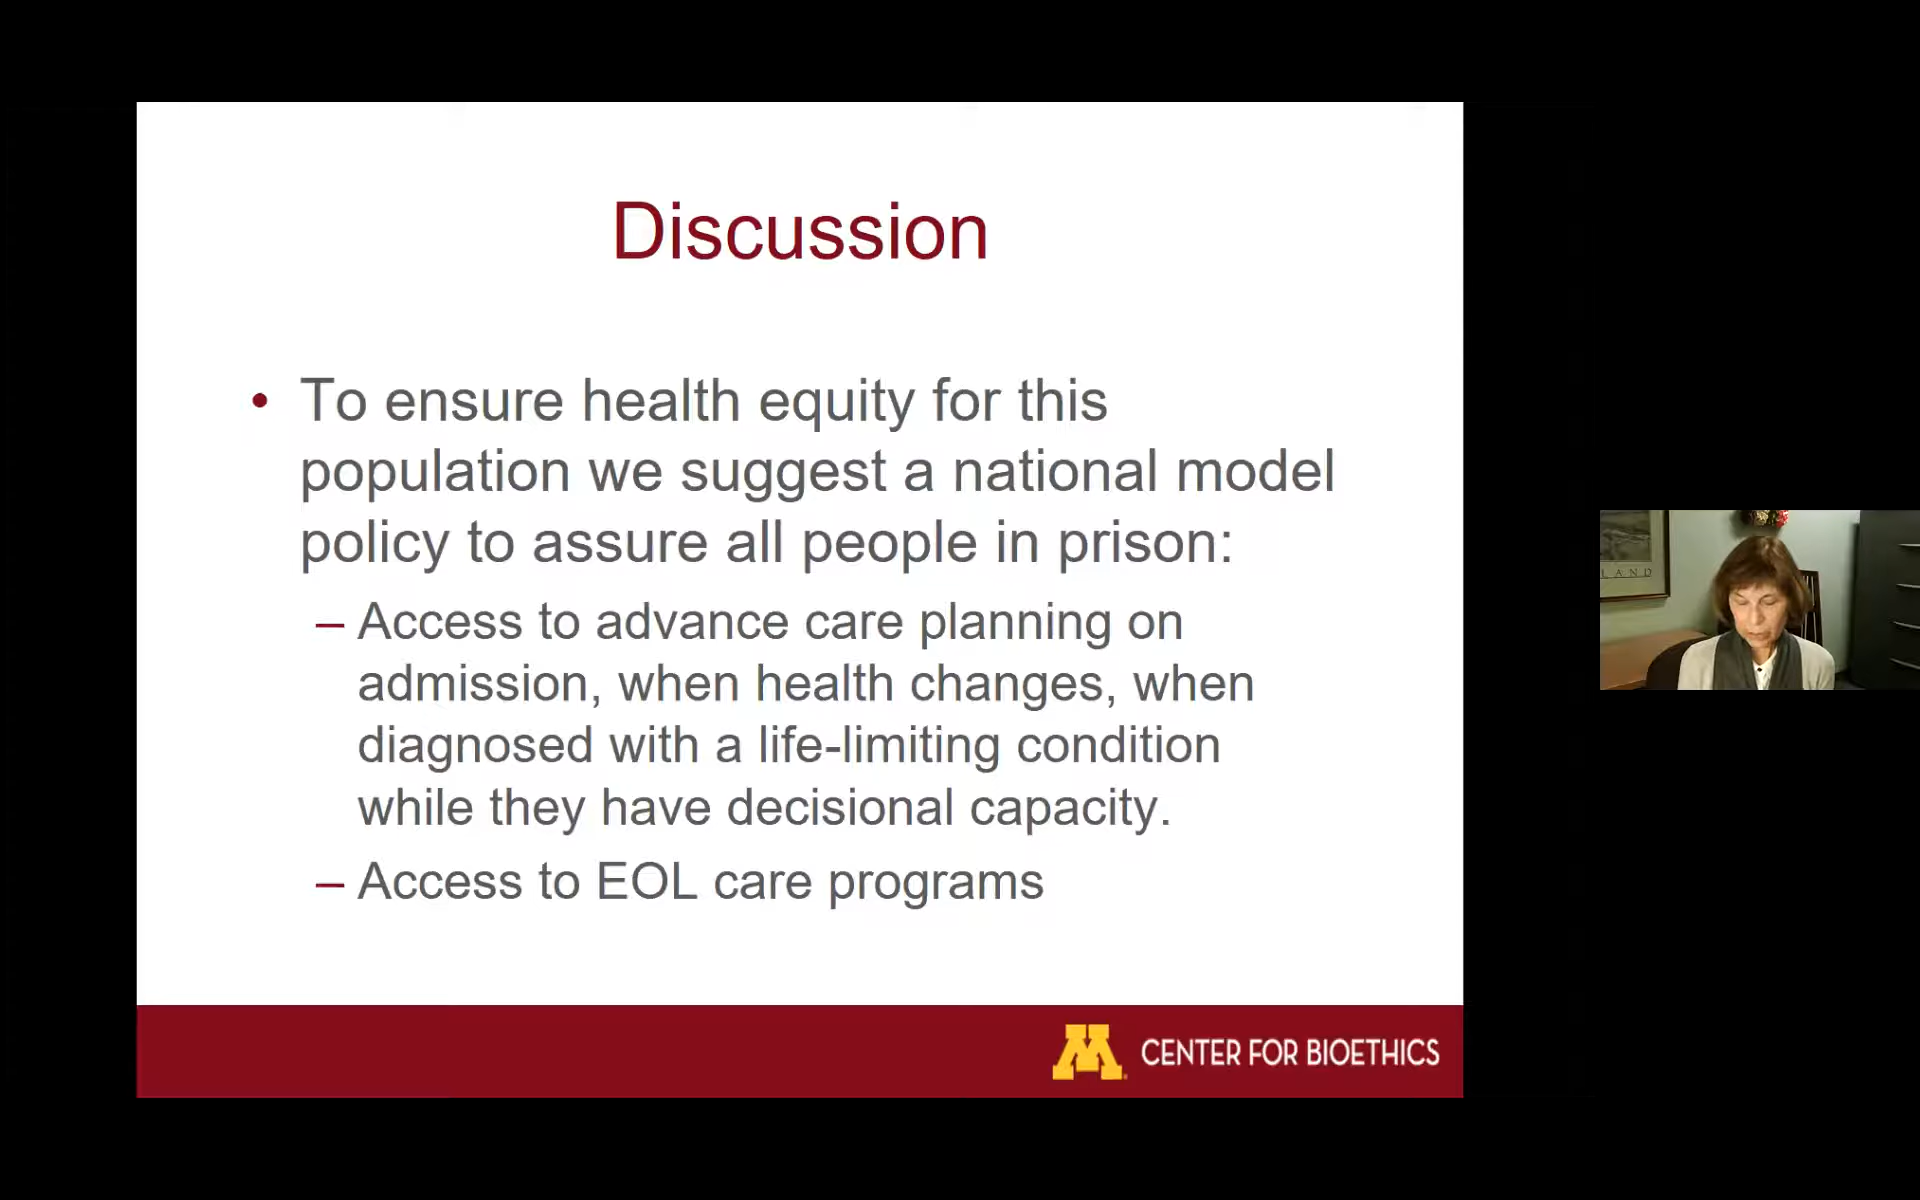 Discussion
• To ensure health equity for this
population we suggest a national model
policy to assure all people in prison:
– Access to advance care planning on
admission, when health changes, when
diagnosed with a life-limiting condition
while they have decisional capacity.
– Access to EOL care programs
M CENTER FOR BIOETHICS
LAND